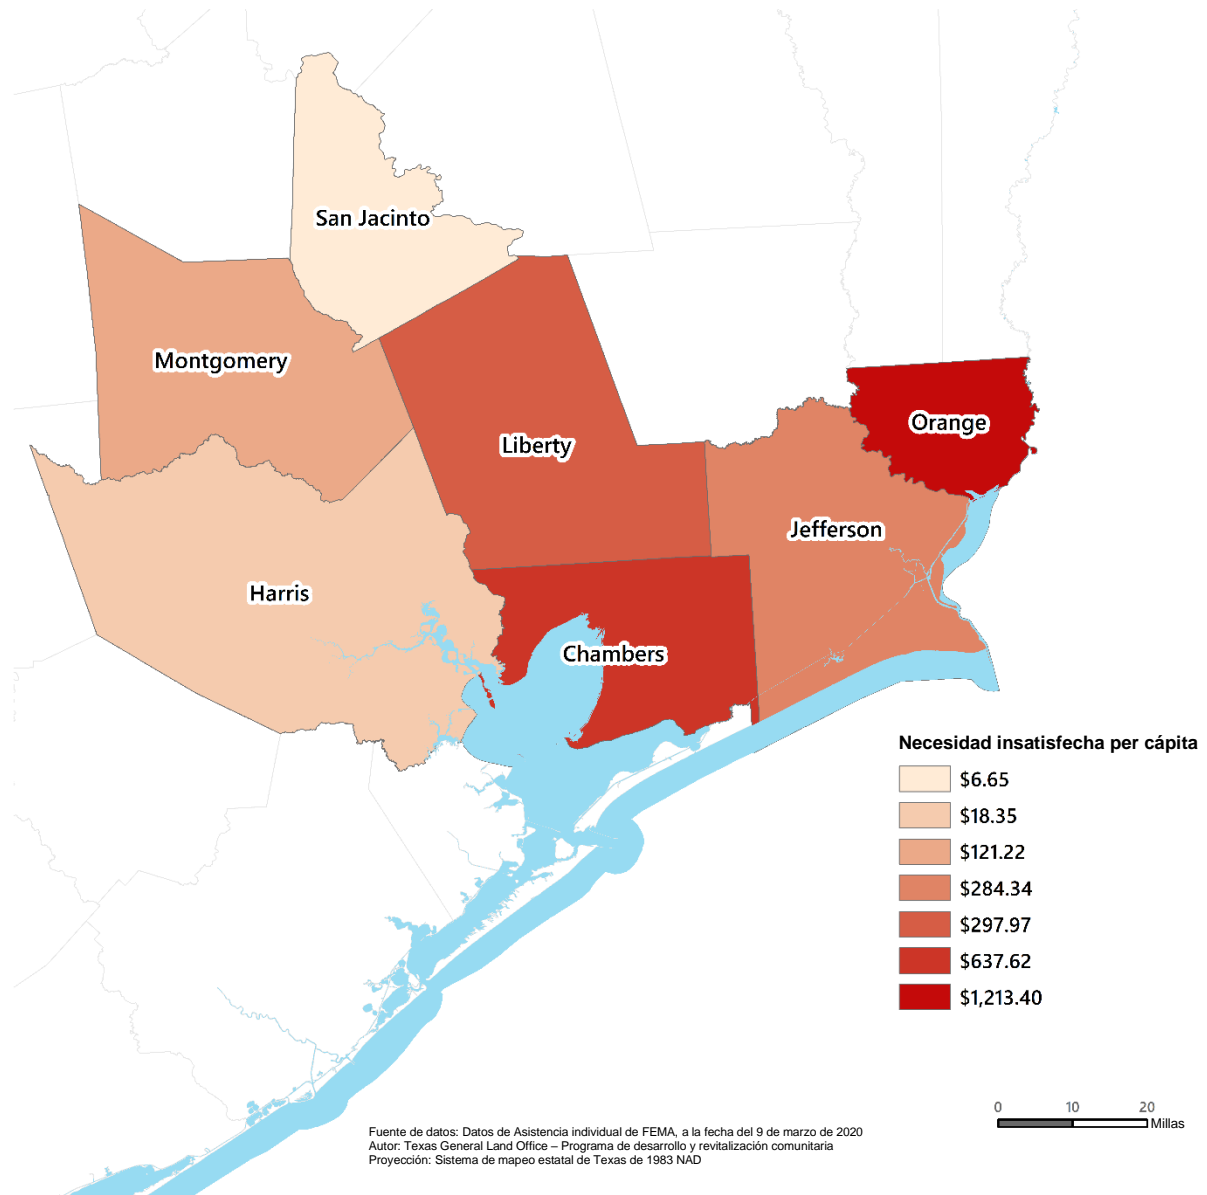 San Jacinto
Montgomery
Orange
Liberty
Jefferson
Harris
Chambers
Necesidad insatisfecha per cápita
$6.65
$18.35
$121.22
$284.34
$297.97
$637.62
$1,213.40
0 10 20
Millas
Fuente de datos: Datos de Asistencia individual de FEMA, a la fecha del 9 de marzo de 2020
Autor: Texas General Land Office – Programa de desarrollo y revitalización comunitaria
Proyección: Sistema de mapeo estatal de Texas de 1983 NAD